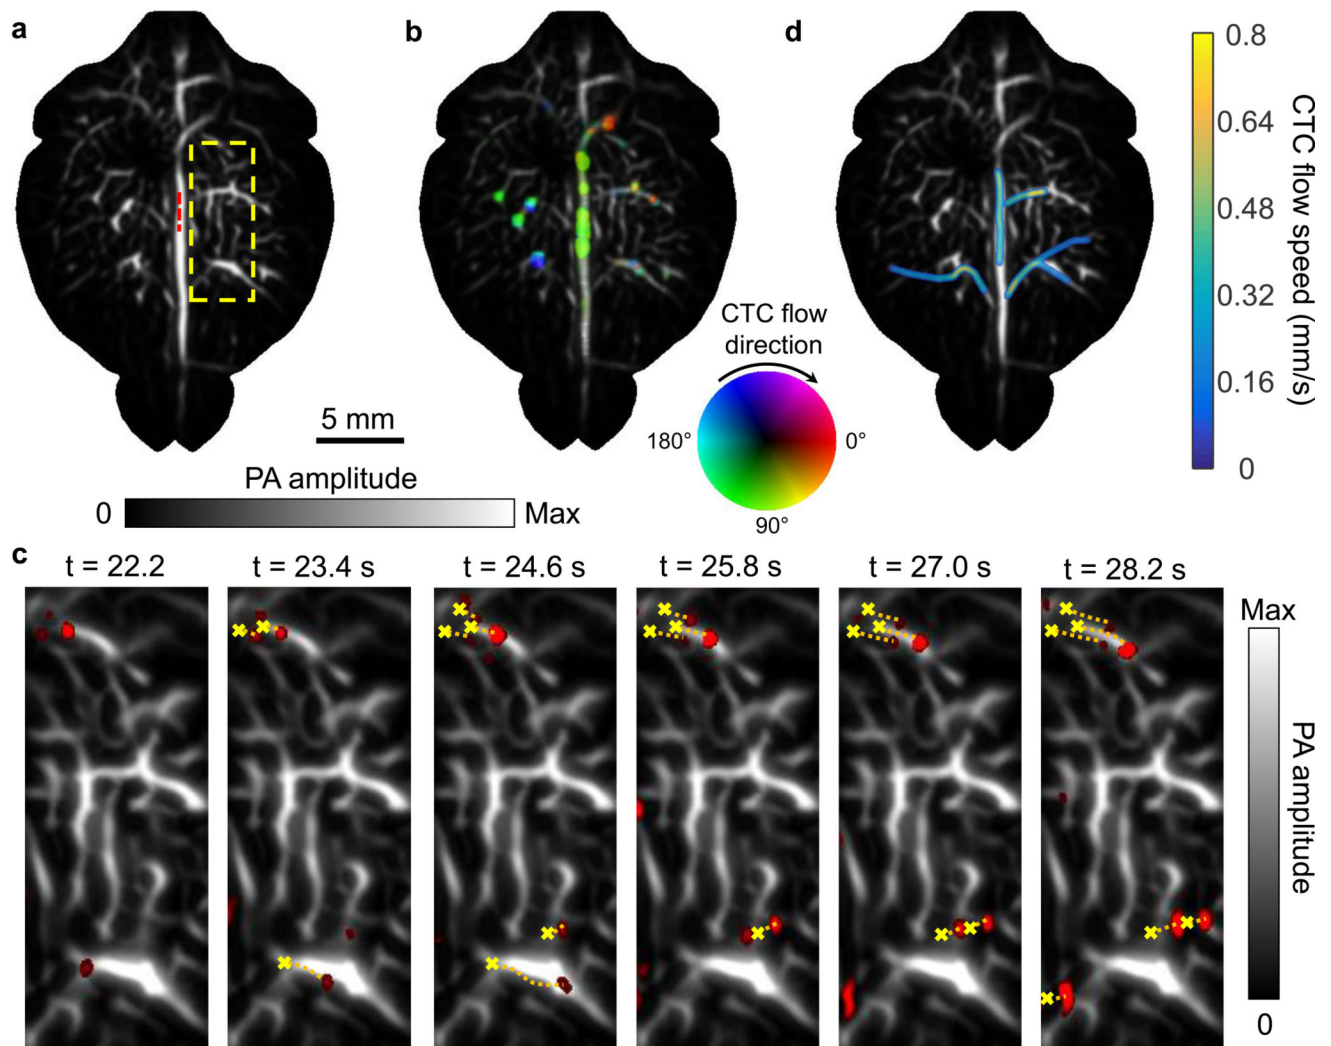 a
b
d
0.8
0.64
0.48
0.32
0.16
0
CTC flow speed (mm/s)
5 mm
CTC flow
direction
180°
0°
90°
PA amplitude
0
Max
c
t = 22.2
t = 23.4 s
t = 24.6 s
t = 25.8 s
t = 27.0 s
t = 28.2 s
Max
PA amplitude
0